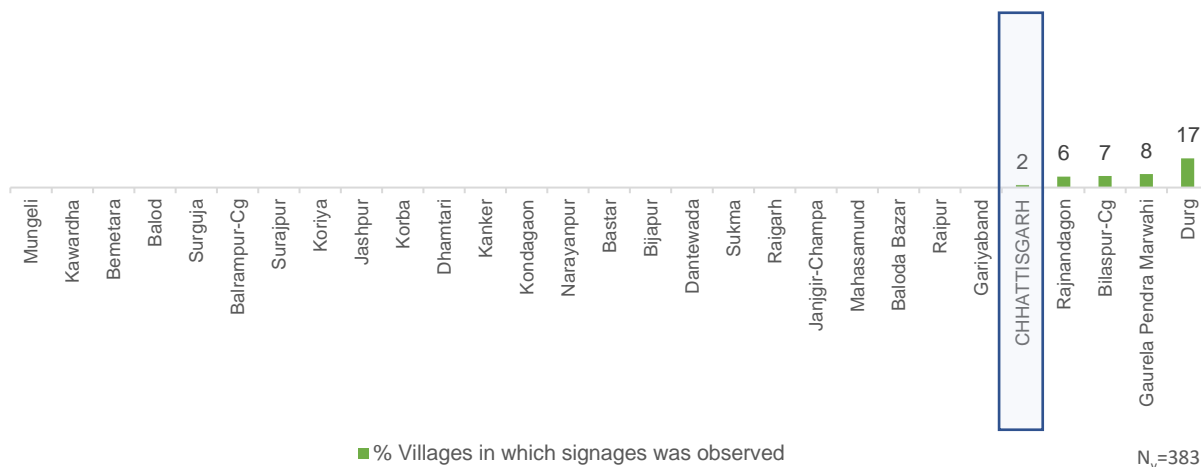 17
8
7
6
2
Mungeli
Kawardha
Bemetara
Balod
Surguja
Balrampur-Cg
Surajpur
Koriya
Jashpur
Korba
Dhamtari
Kanker
Kondagaon
Narayanpur
Bastar
Bijapur
Dantewada
Sukma
Raigarh
Janjgir-Champa
Mahasamund
Baloda Bazar
Raipur
Gariyaband
CHHATTISGARH
Rajnandagon
Bilaspur-Cg
Gaurela Pendra Marwahi
Durg
% Villages in which signages was observed
Nᵥ=383